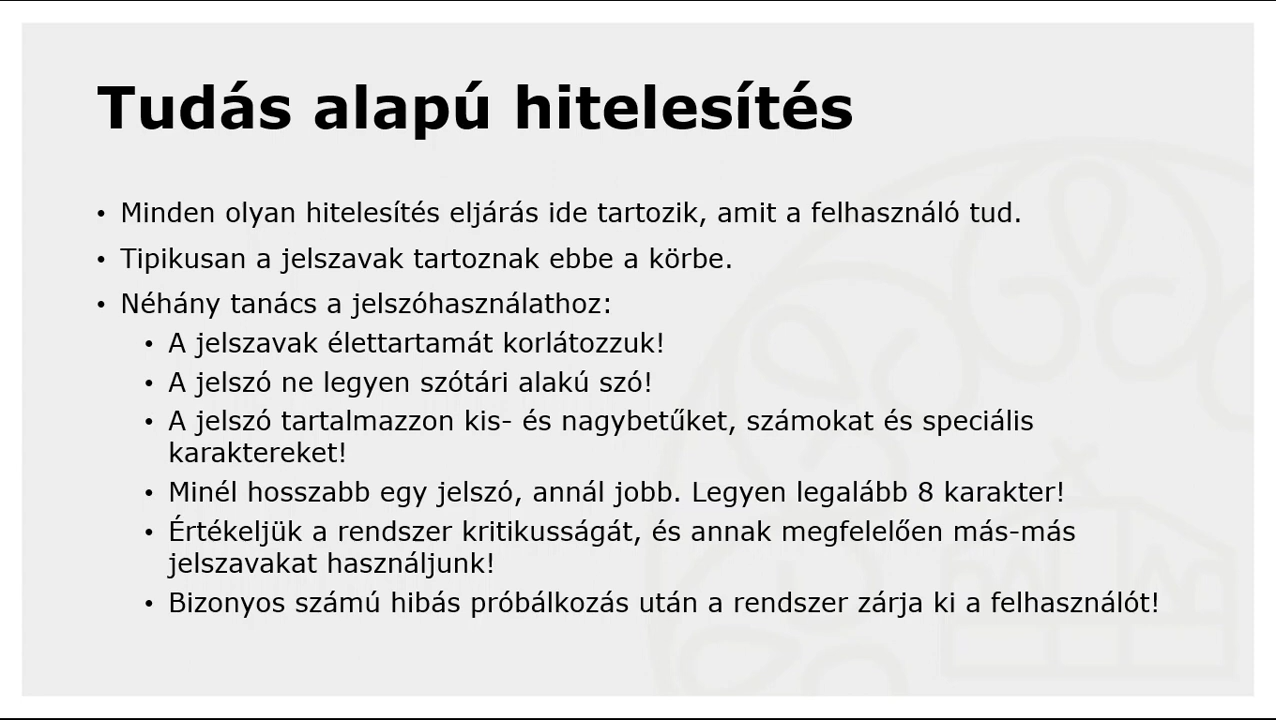 Tudás alapú hitelesítés
• Minden olyan hitelesítés eljárás ide tartozik, amit a felhasználó tud.
• Tipikusan a jelszavak tartoznak ebbe a körbe.
• Néhány tanács a jelszóhasználathoz:
• A jelszavak élettartamát korlátozzuk!
• A jelszó ne legyen szótári alakú szó!
• A jelszó tartalmazzon kis- és nagybetűket, számokat és speciális
karaktereket!
• Minél hosszabb egy jelszó, annál jobb. Legyen legalább 8 karakter!
• Értékeljük a rendszer kritikusságát, és annak megfelelően más-más
jelszavakat használjunk!
• Bizonyos számú hibás próbálkozás után a rendszer zárja ki a felhasználót!